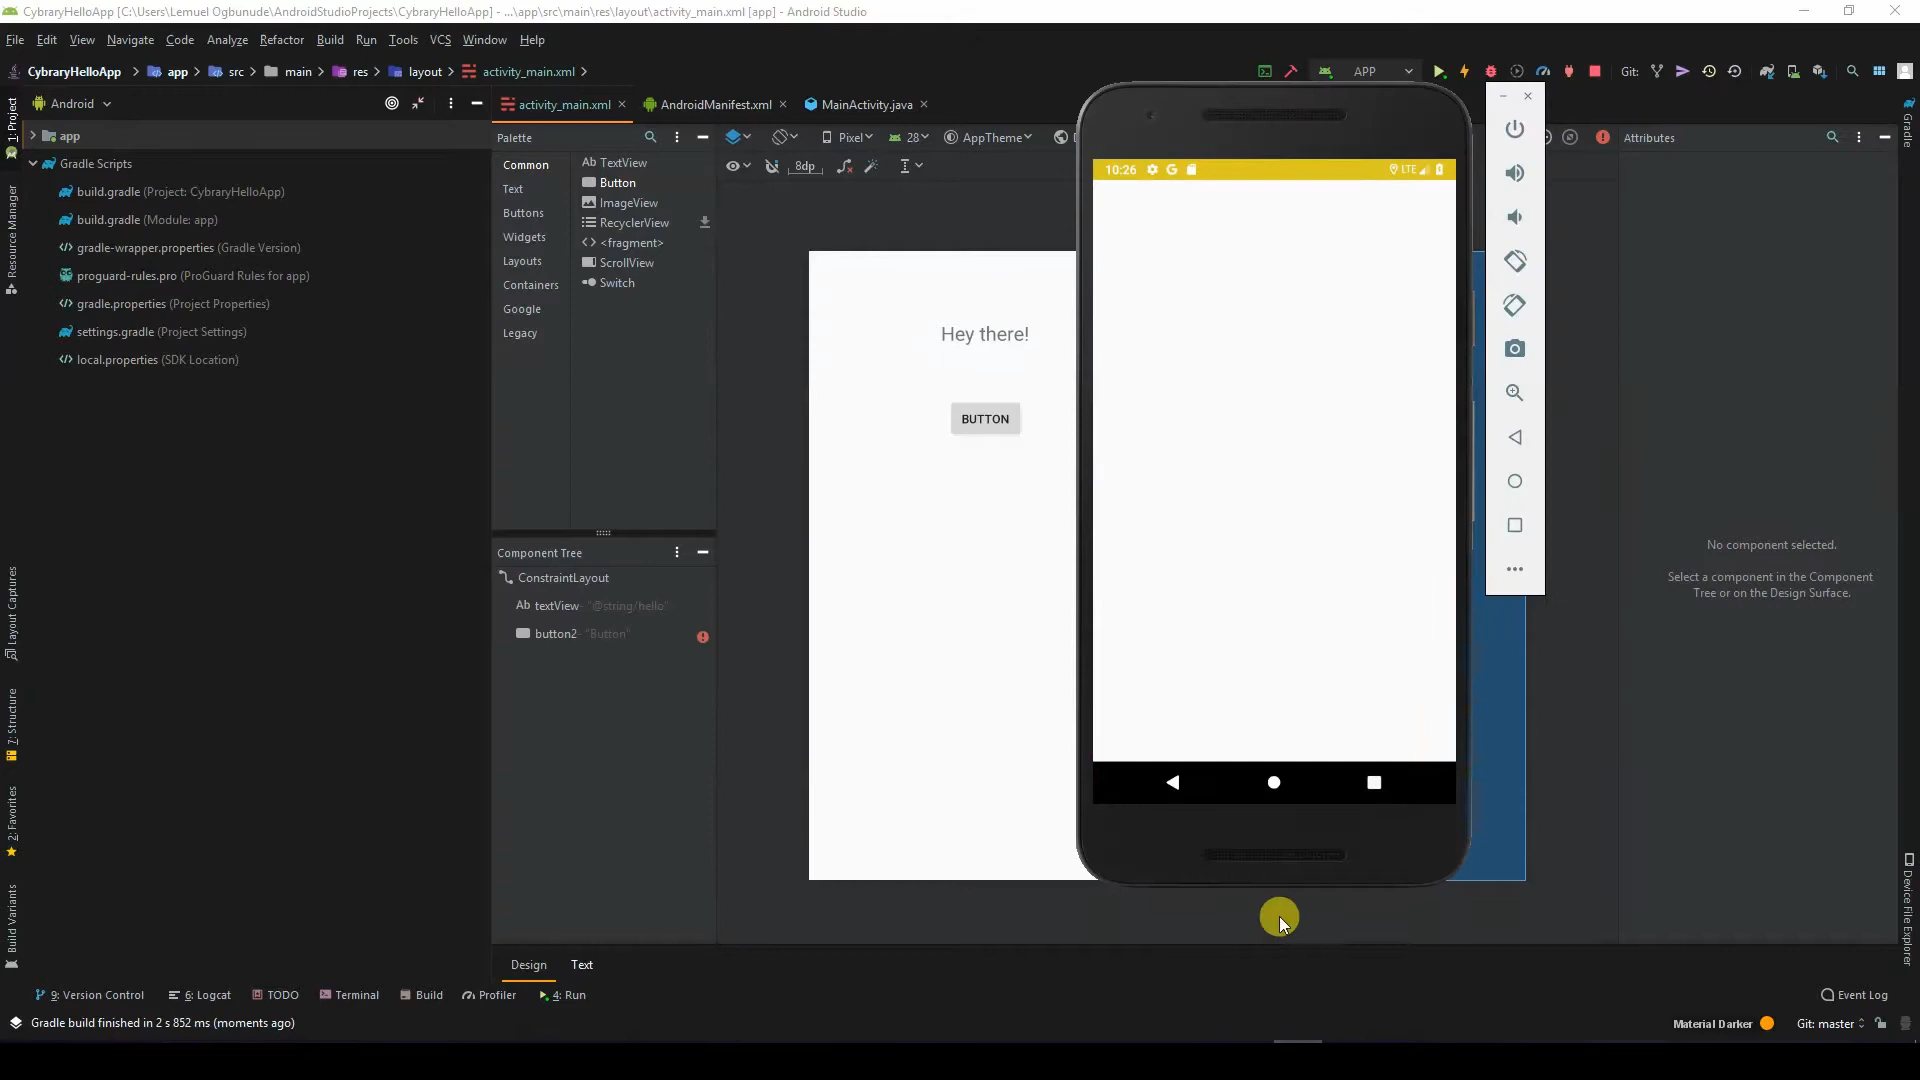 CybraryHelloApp [C:\Users\Lemuel Ogbunude\AndroidStudioProjects\CybraryHelloApp] - ...\app\src\main\res\layout\activity_main.xml [app] - Android Studio
File Edit View Navigate Code Analyze Refactor Build Run Tools VCS Window Help
CybraryHelloApp app src main res layout activity_main.xml APP Git:
Android activity_main.xml AndroidManifest.xml MainActivity.java
1: Project
Resource Manager
Layout Captures
7: Structure
2: Favorites
Build Variants
app
Gradle Scripts
build.gradle (Project: CybraryHelloApp)
build.gradle (Module: app)
gradle-wrapper.properties (Gradle Version)
proguard-rules.pro (ProGuard Rules for app)
gradle.properties (Project Properties)
settings.gradle (Project Settings)
local.properties (SDK Location)
Palette
Common
Text
Buttons
Widgets
Layouts
Containers
Google
Legacy
Ab TextView
Button
ImageView
RecyclerView
<fragment>
ScrollView
Switch
Component Tree
ConstraintLayout
Ab textView- "@string/hello"
button2- "Button"
Pixel 28 AppTheme
8dp
Hey there!
BUTTON
10:26 G LTE
Attributes
No component selected.
Select a component in the Component
Tree or on the Design Surface.
Gradle
Device File Explorer
Design Text
9: Version Control 6: Logcat TODO Terminal Build Profiler 4: Run Event Log
Gradle build finished in 2 s 852 ms (moments ago) Material Darker Git: master